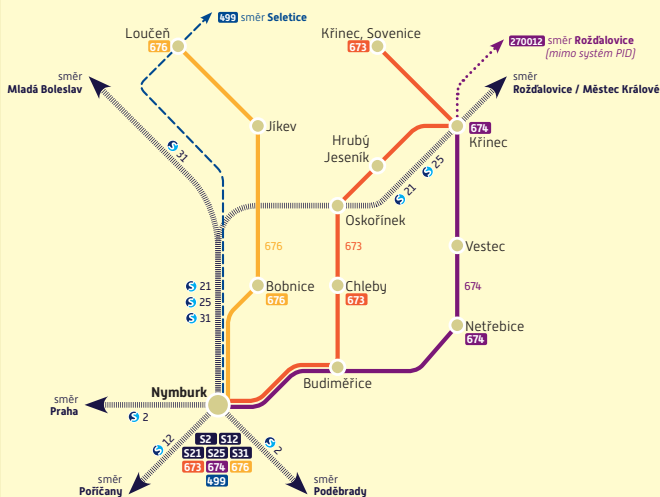 499 směr Seletice
Loučeň
676
Křinec, Sovenice
673
270012 směr Rožďalovice
[mimo systém PID]
směr
Mladá Boleslav
směr
Rožďalovice / Městec Králové
Jíkev
674
Křinec
Hrubý
Jeseník
S 31
S 25
S 21
Oskořínek
676
673
Vestec
S 21
S 25
S 31
Bobnice
676
Chleby
673
674
Netřebice
674
Budiměřice
Nymburk
směr
Praha
S 2
S 12
S2 S12
S21 S25 S31
673 674 676
499
S 2
směr
Poříčany
směr
Poděbrady